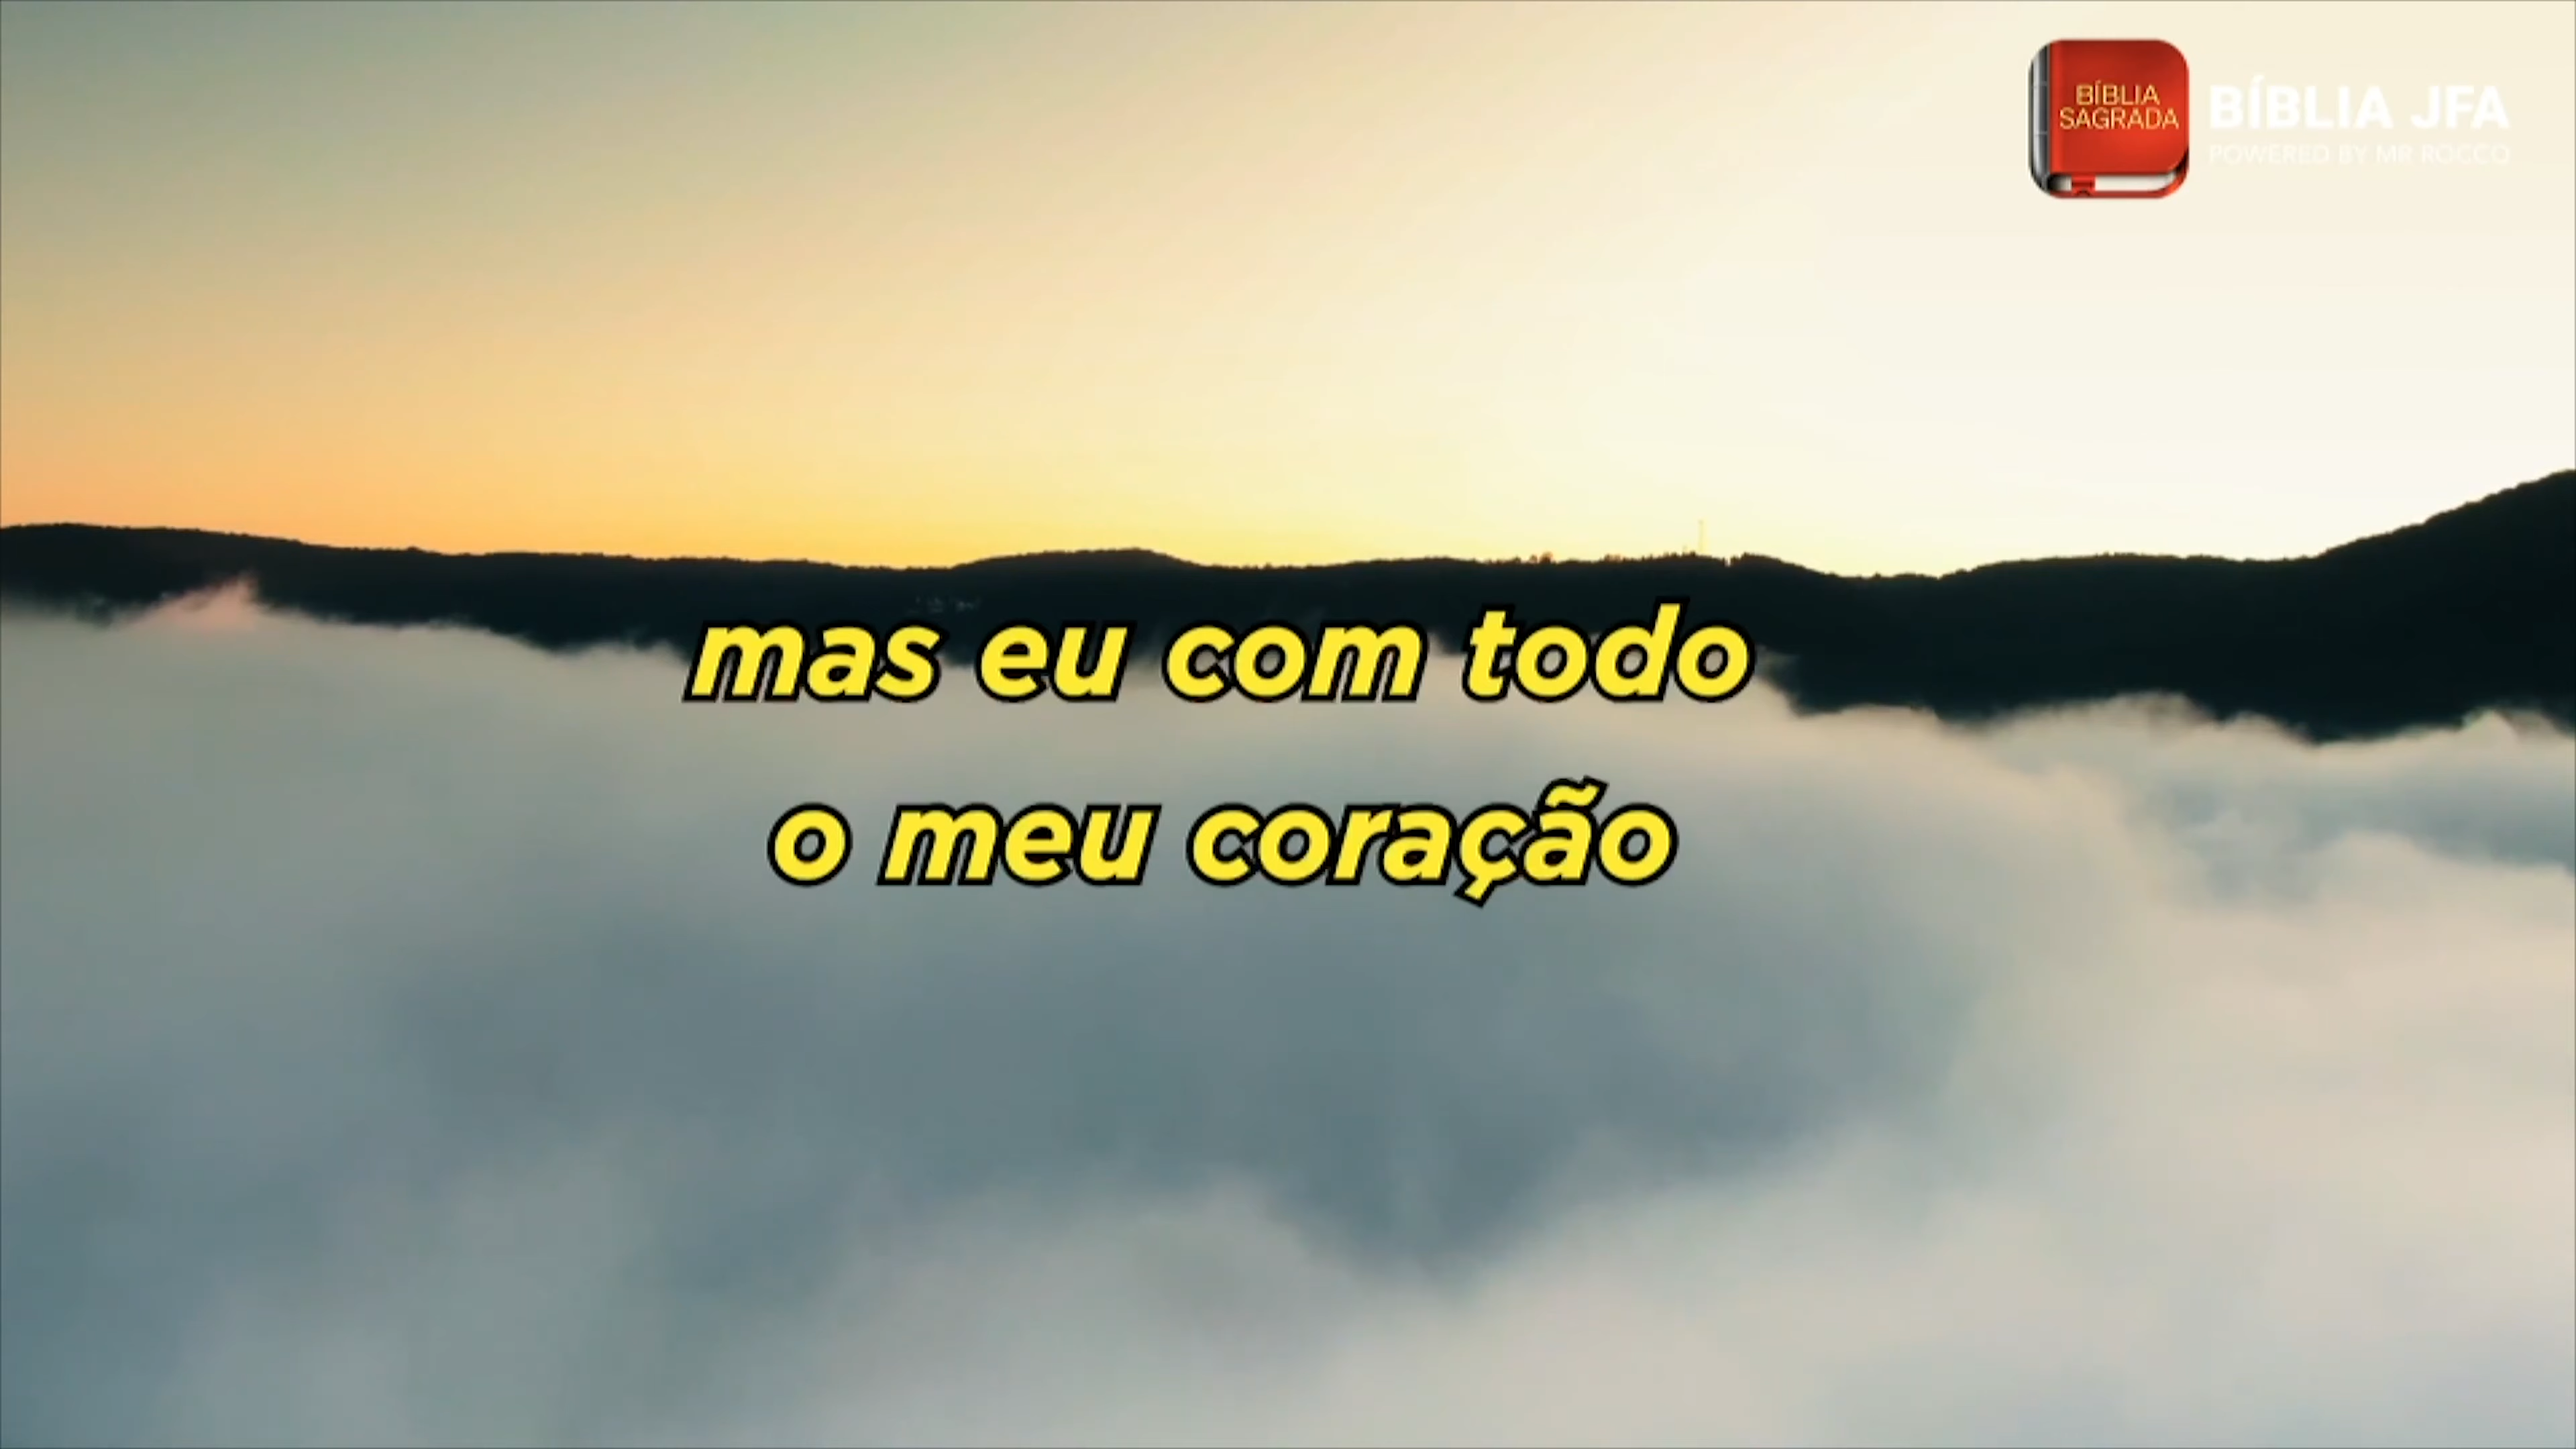 BÍBLIA
SAGRADA
BÍBLIA JFA
POWERED BY MR ROCCO
mas eu com todo
o meu coração